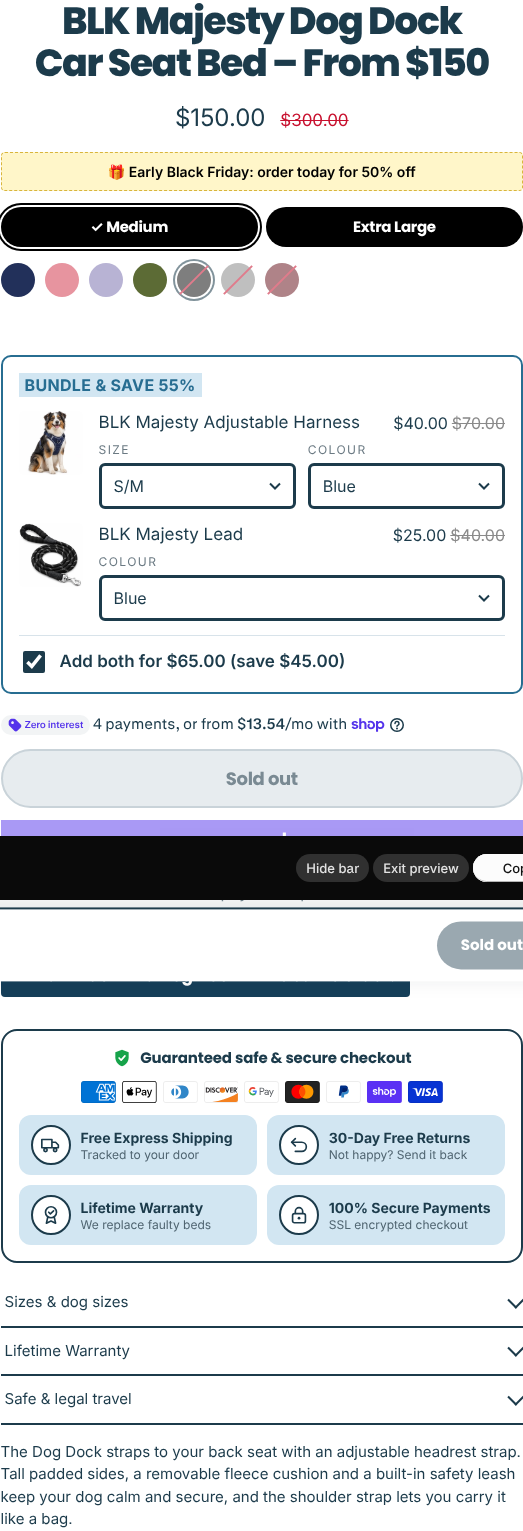 BLK Majesty Dog Dock
Car Seat Bed – From $150
$150.00 $300.00
🎁 Early Black Friday: order today for 50% off
✓ Medium
Extra Large
BUNDLE & SAVE 55%
BLK Majesty Adjustable Harness
$40.00 $70.00
SIZE
COLOUR
S/M
Blue
BLK Majesty Lead
$25.00 $40.00
COLOUR
Blue
Add both for $65.00 (save $45.00)
Zero interest 4 payments, or from $13.54/mo with shop
Sold out
Hide bar
Exit preview
Sold out
Guaranteed safe & secure checkout
AMEX
Pay
DISCOVER
G Pay
shop
VISA
Free Express Shipping
Tracked to your door
30-Day Free Returns
Not happy? Send it back
Lifetime Warranty
We replace faulty beds
100% Secure Payments
SSL encrypted checkout
Sizes & dog sizes
Lifetime Warranty
Safe & legal travel
The Dog Dock straps to your back seat with an adjustable headrest strap.
Tall padded sides, a removable fleece cushion and a built-in safety leash
keep your dog calm and secure, and the shoulder strap lets you carry it
like a bag.